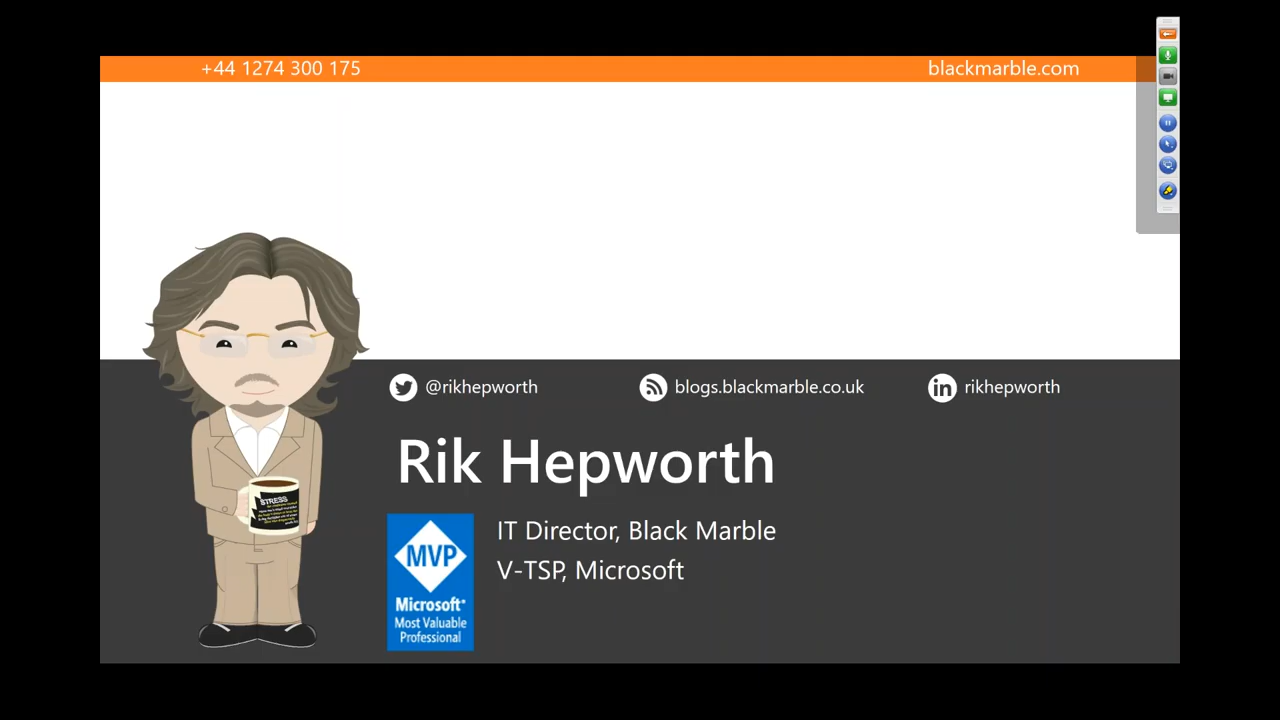 +44 1274 300 175
blackmarble.com
@rikhepworth
blogs.blackmarble.co.uk
in
rikhepworth
Rik Hepworth
IT Director, Black Marble
V-TSP, Microsoft
MVP
Microsoft®
Most Valuable
Professional
STRESS